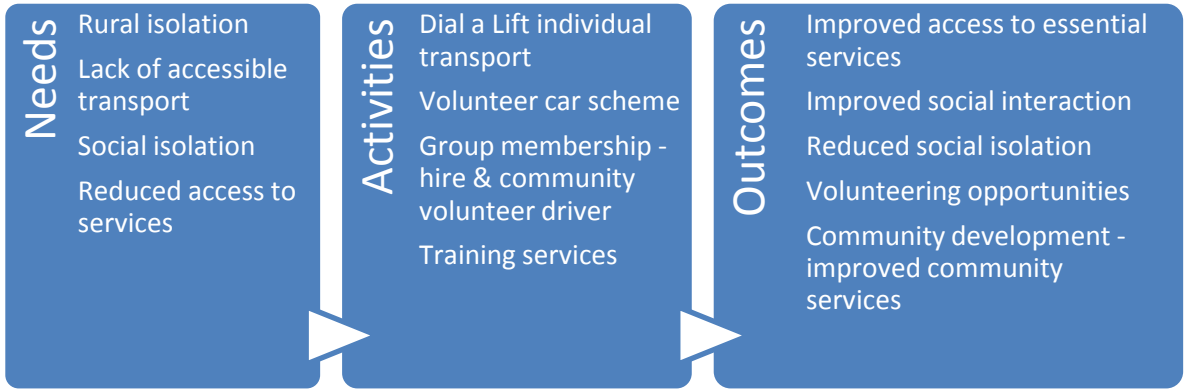 Needs
Rural isolation
Lack of accessible
transport
Social isolation
Reduced access to
services
Activities
Dial a Lift individual
transport
Volunteer car scheme
Group membership -
hire & community
volunteer driver
Training services
Outcomes
Improved access to essential
services
Improved social interaction
Reduced social isolation
Volunteering opportunities
Community development -
improved community
services